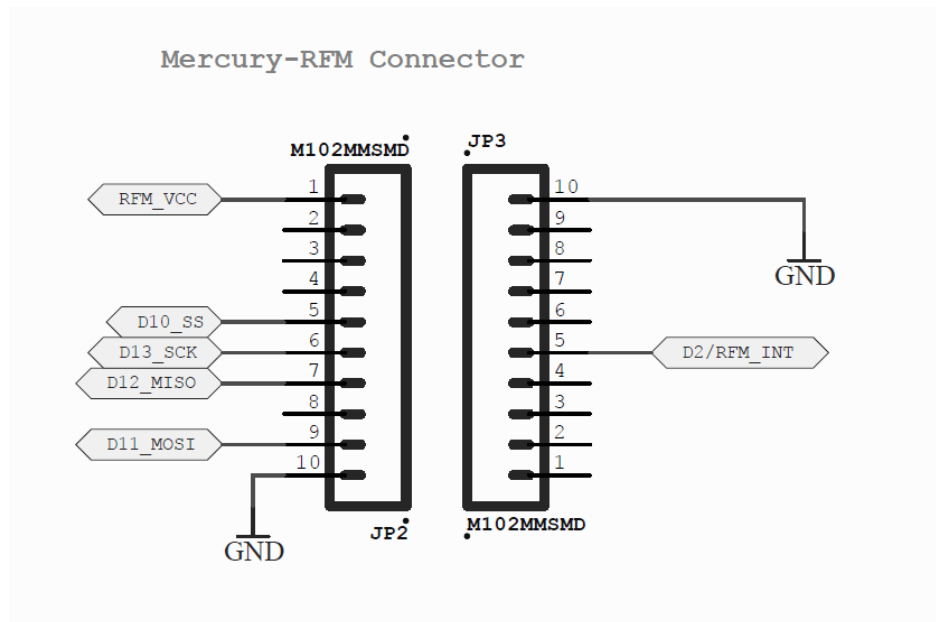 Mercury-RFM Connector
M102MMSMD
JP3
RFM_VCC
1
2
3
4
D10_SS
5
D13_SCK
6
D12_MISO
7
8
D11_MOSI
9
10
GND
JP2
10
9
8
7
6
5
D2/RFM_INT
4
3
2
1
GND
M102MMSMD